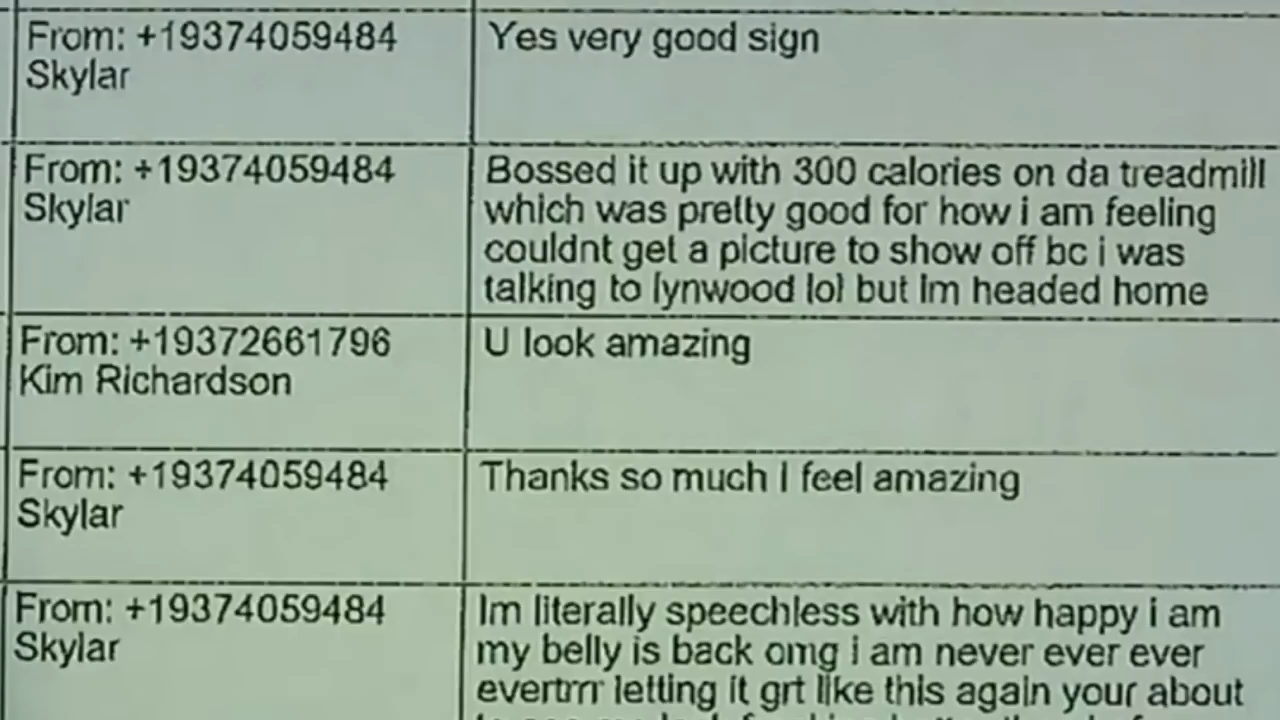 From: +19374059484
Skylar
Yes very good sign
From: +19374059484
Skylar
Bossed it up with 300 calories on da treadmill
which was pretty good for how i am feeling
couldnt get a picture to show off bc i was
talking to lynwood lol but Im headed home
From: +19372661796
Kim Richardson
U look amazing
From: +19374059484
Skylar
Thanks so much I feel amazing
From: +19374059484
Skylar
Im literally speechless with how happy i am
my belly is back omg i am never ever ever
evertrrr letting it grt like this again your about